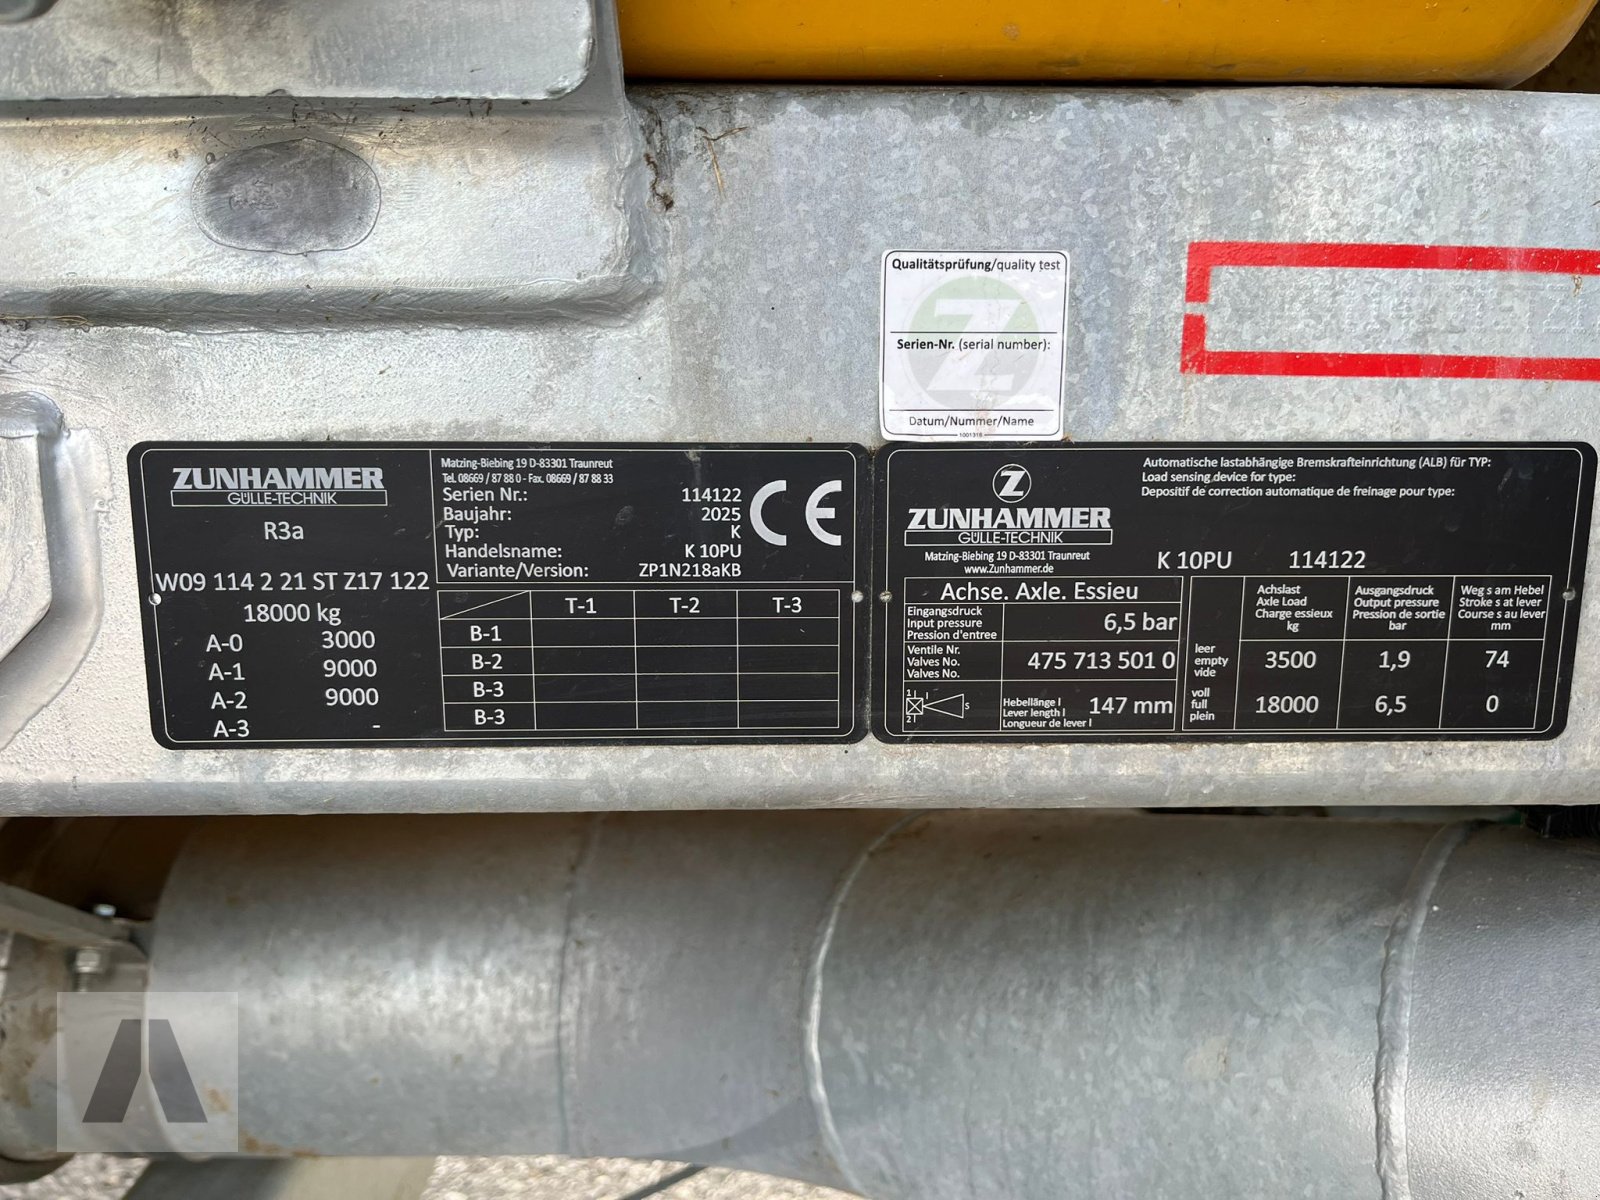 Qualitätsprüfung/quality test
Serien-Nr. (serial number):
Datum/Nummer/Name
1001316
ZUNHAMMER
GÜLLE-TECHNIK
R3a
W09 114 2 21 ST Z17 122
18000 kg
A-0 3000
A-1 9000
A-2 9000
A-3 -
Matzing-Biebing 19 D-83301 Traunreut
Tel. 08669 / 87 88 0 - Fax. 08669 / 87 88 33
Serien Nr.: 114122
Baujahr: 2025
Typ: K
Handelsname: K 10PU
Variante/Version: ZP1N218aKB
CE
T-1 T-2 T-3
B-1
B-2
B-3
B-3
Z
ZUNHAMMER
GÜLLE-TECHNIK
Matzing-Biebing 19 D-83301 Traunreut
www.Zunhammer.de
Automatische lastabhängige Bremskrafteinrichtung (ALB) für TYP:
Load sensing device for type:
Depositif de correction automatique de freinage pour type:
K 10PU 114122
Achse. Axle. Essieu
Eingangsdruck
Input pressure
Pression d'entree
6,5 bar
Ventile Nr.
Valves No.
Valves No.
475 713 501 0
1 2 I s
Hebellänge l
Lever length l
Longueur de lever l
147 mm
Achslast
Axle Load
Charge essieux
kg
Ausgangsdruck
Output pressure
Pression de sortie
bar
Weg s am Hebel
Stroke s at lever
Course s au lever
mm
leer
empty
vide
3500 1,9 74
voll
full
plein
18000 6,5 0